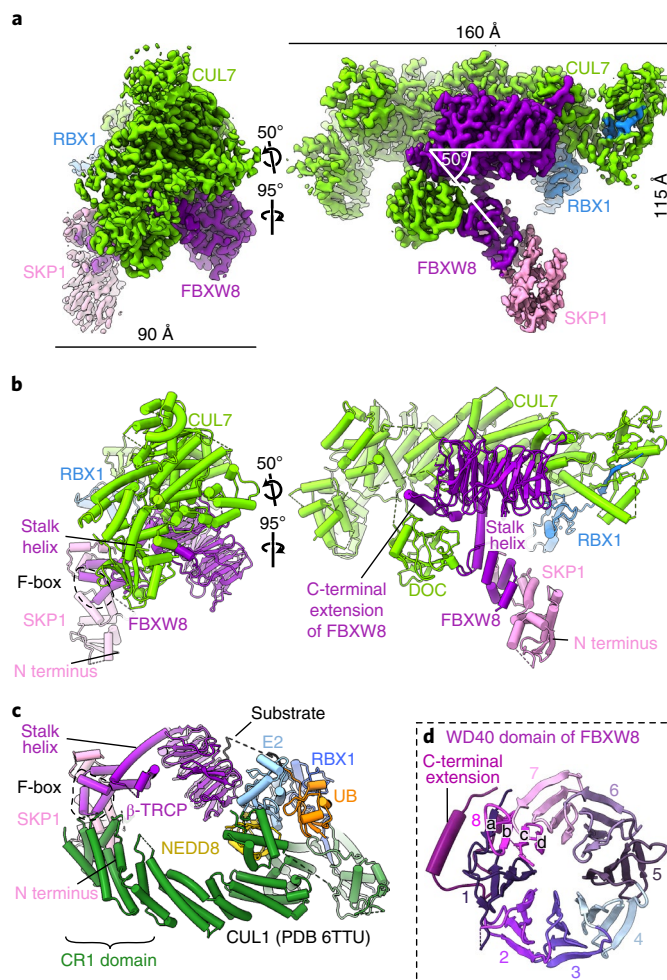 a
160 Å
CUL7
CUL7
RBX1
50°
95°
50°
115 Å
RBX1
SKP1
FBXW8
FBXW8
SKP1
90 Å
b
CUL7
CUL7
RBX1
50°
95°
Stalk
helix
Stalk
helix
RBX1
F-box
DOC
SKP1
SKP1
C-terminal
extension
of FBXW8
FBXW8
FBXW8
N terminus
N terminus
c
Substrate
d
WD40 domain of FBXW8
Stalk
helix
E2
RBX1
C-terminal
extension
7
6
F-box
β-TRCP
UB
8
a
b
c
d
SKP1
NEDD8
5
N terminus
1
4
CUL1 (PDB 6TTU)
2
3
CR1 domain